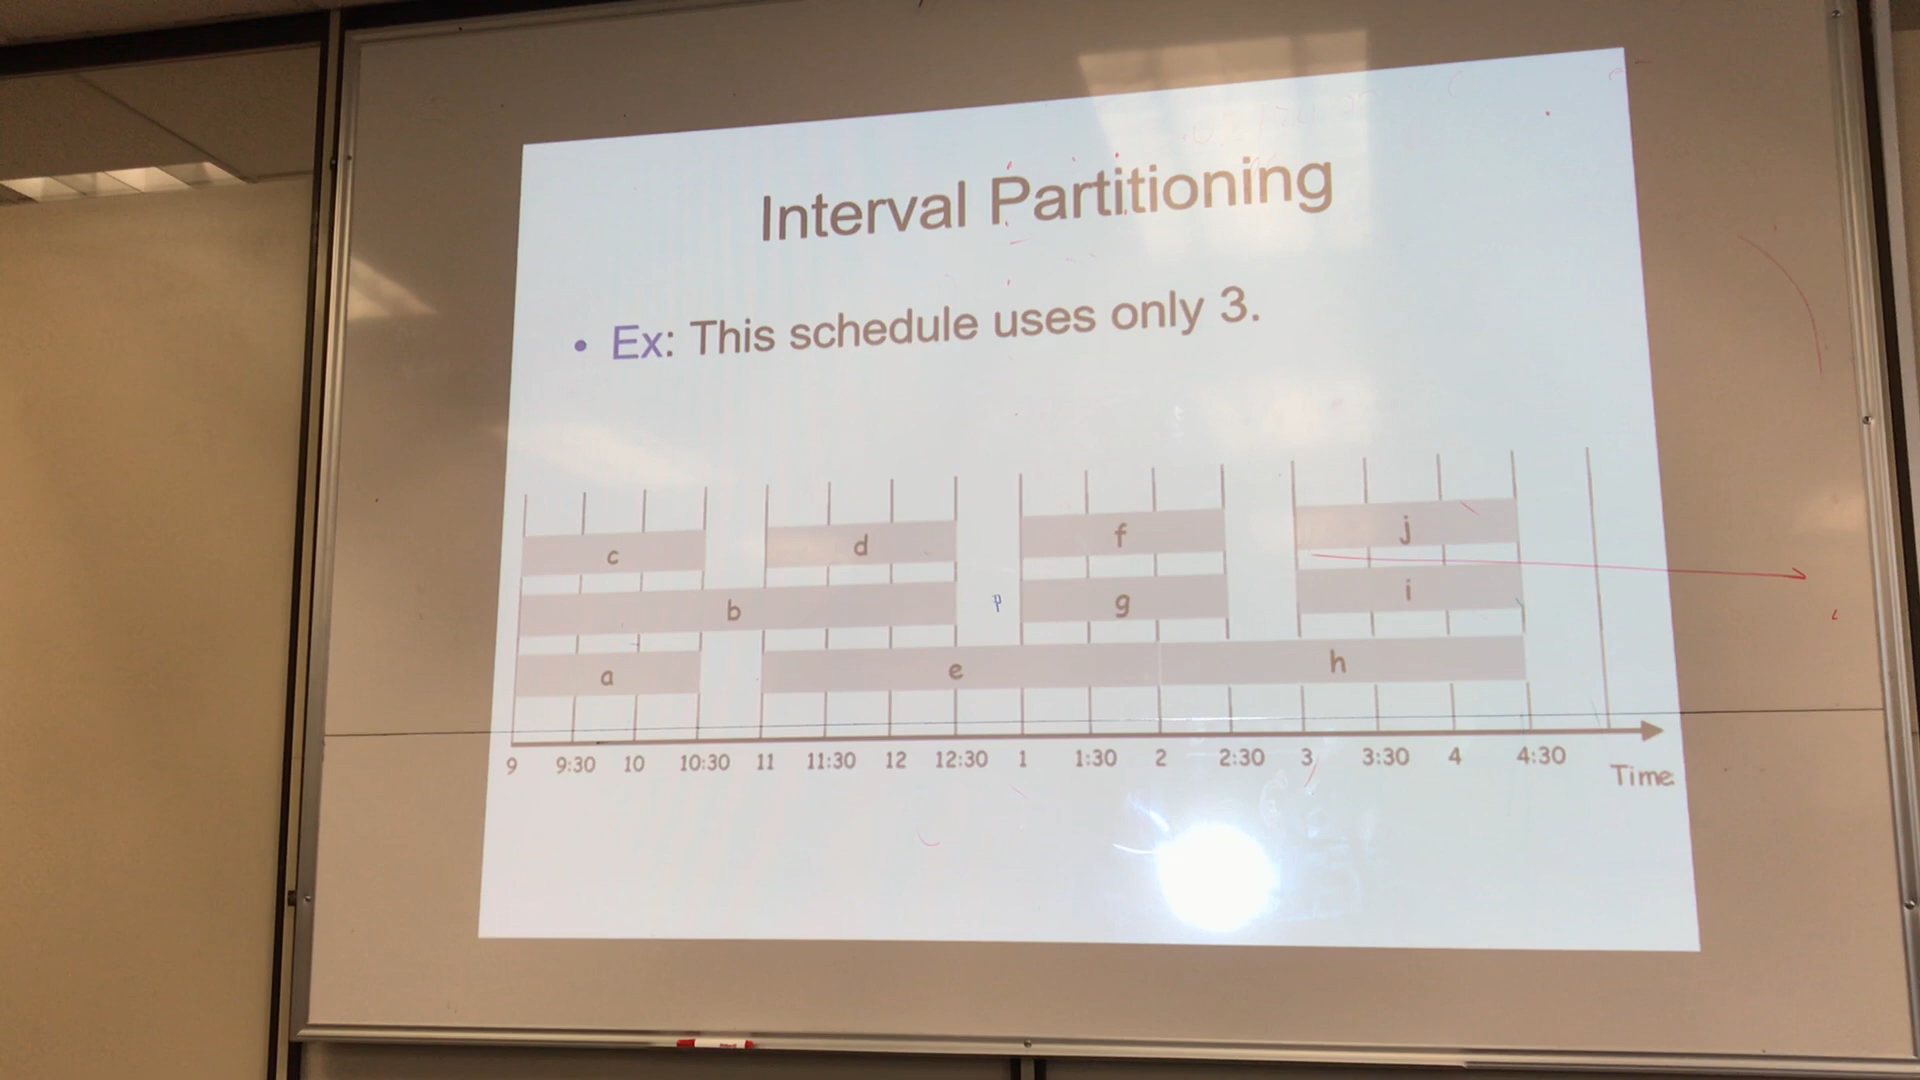 Interval Partitioning
• Ex: This schedule uses only 3.
c d f j
b g i
a e h
9 9:30 10 10:30 11 11:30 12 12:30 1 1:30 2 2:30 3 3:30 4 4:30
Time